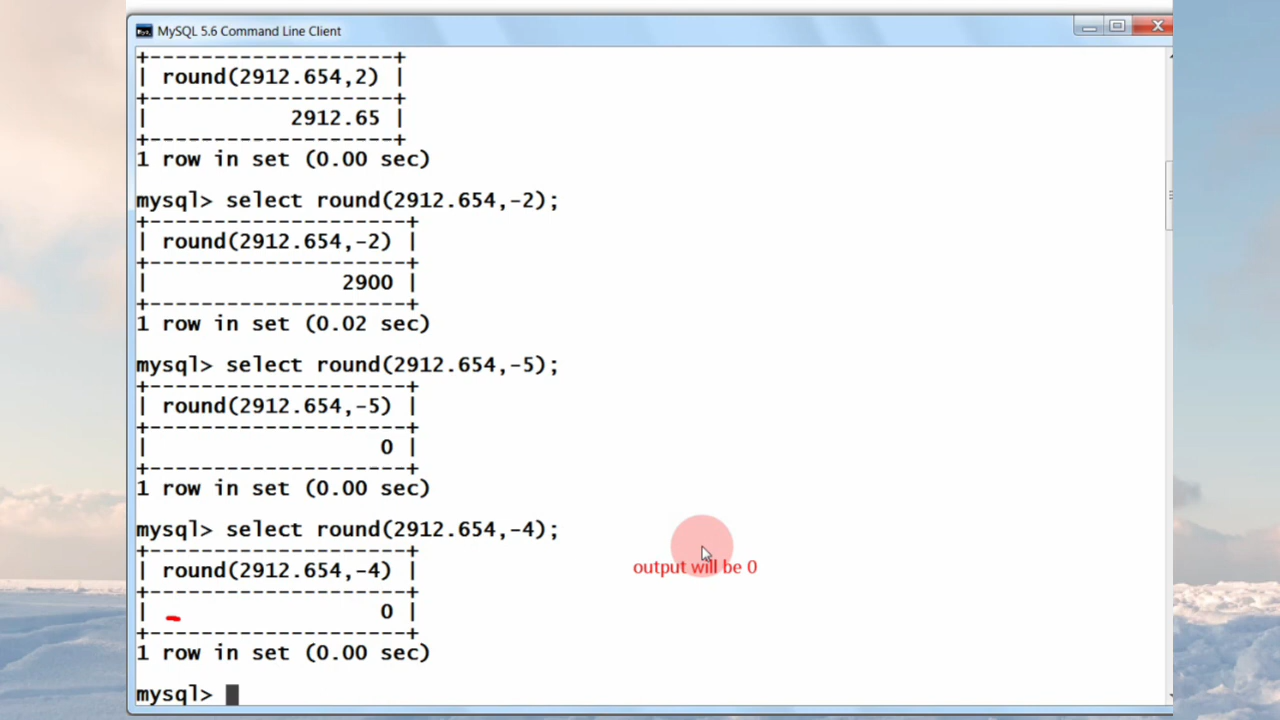 MySQL 5.6 Command Line Client
+-------------------+
| round(2912.654,2) |
+-------------------+
|           2912.65 |
+-------------------+
1 row in set (0.00 sec)
mysql> select round(2912.654,-2);
+--------------------+
| round(2912.654,-2) |
+--------------------+
|               2900 |
+--------------------+
1 row in set (0.02 sec)
mysql> select round(2912.654,-5);
+--------------------+
| round(2912.654,-5) |
+--------------------+
|                  0 |
+--------------------+
1 row in set (0.00 sec)
mysql> select round(2912.654,-4);
+--------------------+
| round(2912.654,-4) |
+--------------------+
|                  0 |
+--------------------+
1 row in set (0.00 sec)
output will be 0
mysql>